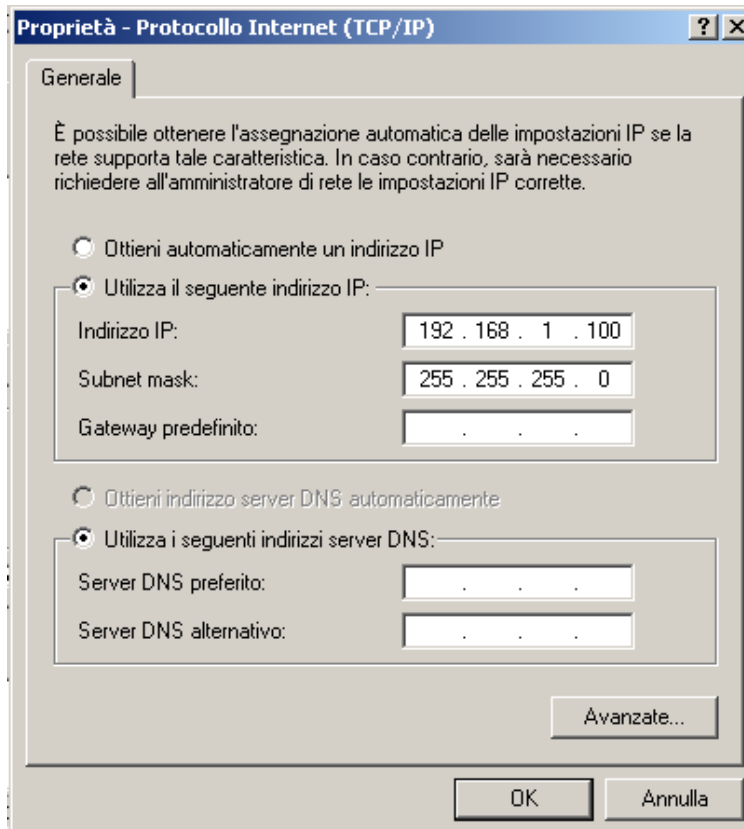 Proprietà - Protocollo Internet (TCP/IP)
Generale
È possibile ottenere l'assegnazione automatica delle impostazioni IP se la
rete supporta tale caratteristica. In caso contrario, sarà necessario
richiedere all'amministratore di rete le impostazioni IP corrette.
Ottieni automaticamente un indirizzo IP
Utilizza il seguente indirizzo IP:
Indirizzo IP: 192 . 168 . 1 . 100
Subnet mask: 255 . 255 . 255 . 0
Gateway predefinito: . . .
Ottieni indirizzo server DNS automaticamente
Utilizza i seguenti indirizzi server DNS:
Server DNS preferito: . . .
Server DNS alternativo: . . .
Avanzate...
OK Annulla